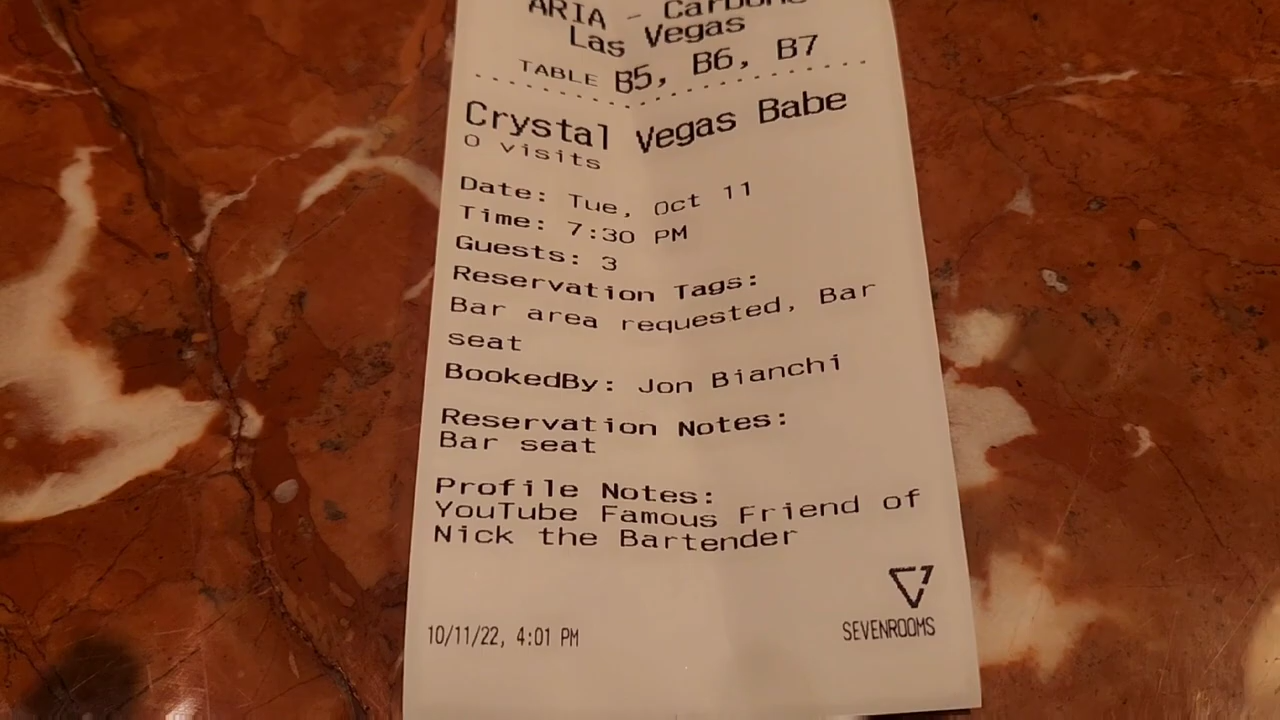 ARIA - Carbone
Las Vegas
TABLE B5, B6, B7
Crystal Vegas Babe
0 visits
Date: Tue, Oct 11
Time: 7:30 PM
Guests: 3
Reservation Tags:
Bar area requested, Bar
seat
BookedBy: Jon Bianchi
Reservation Notes:
Bar seat
Profile Notes:
YouTube Famous Friend of
Nick the Bartender
SEVENROOMS
10/11/22, 4:01 PM